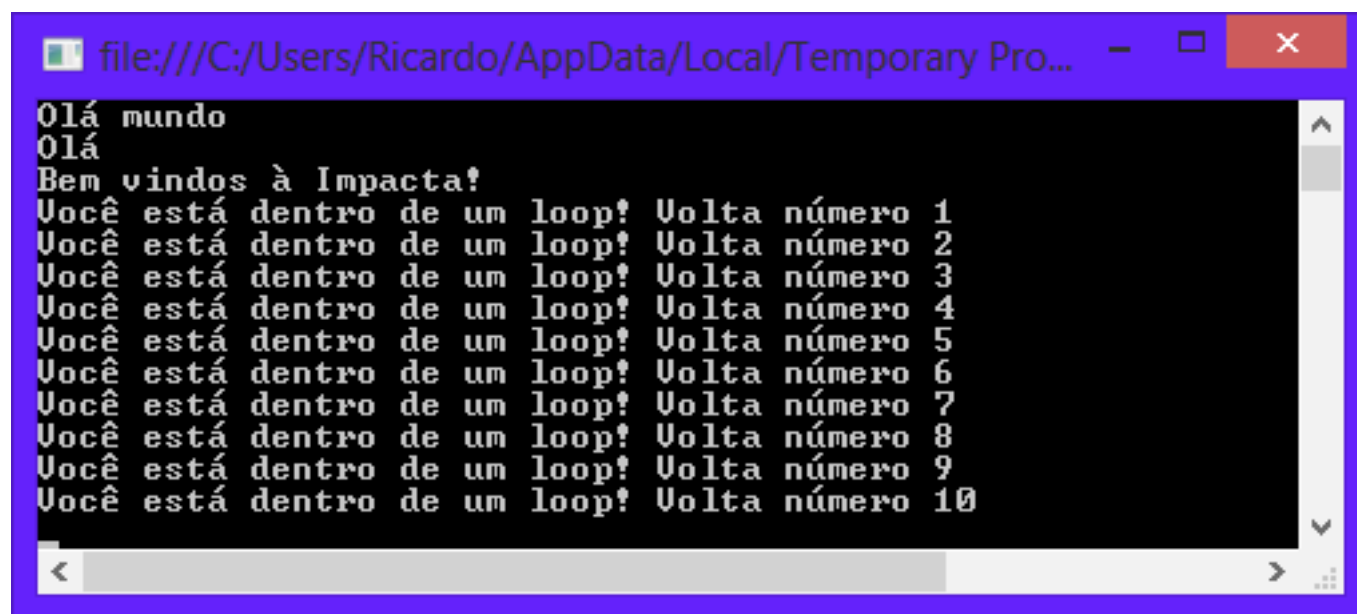 file:///C:/Users/Ricardo/AppData/Local/Temporary Pro...
Olá mundo
Olá
Bem vindos à Impacta!
Você está dentro de um loop! Volta número 1
Você está dentro de um loop! Volta número 2
Você está dentro de um loop! Volta número 3
Você está dentro de um loop! Volta número 4
Você está dentro de um loop! Volta número 5
Você está dentro de um loop! Volta número 6
Você está dentro de um loop! Volta número 7
Você está dentro de um loop! Volta número 8
Você está dentro de um loop! Volta número 9
Você está dentro de um loop! Volta número 10